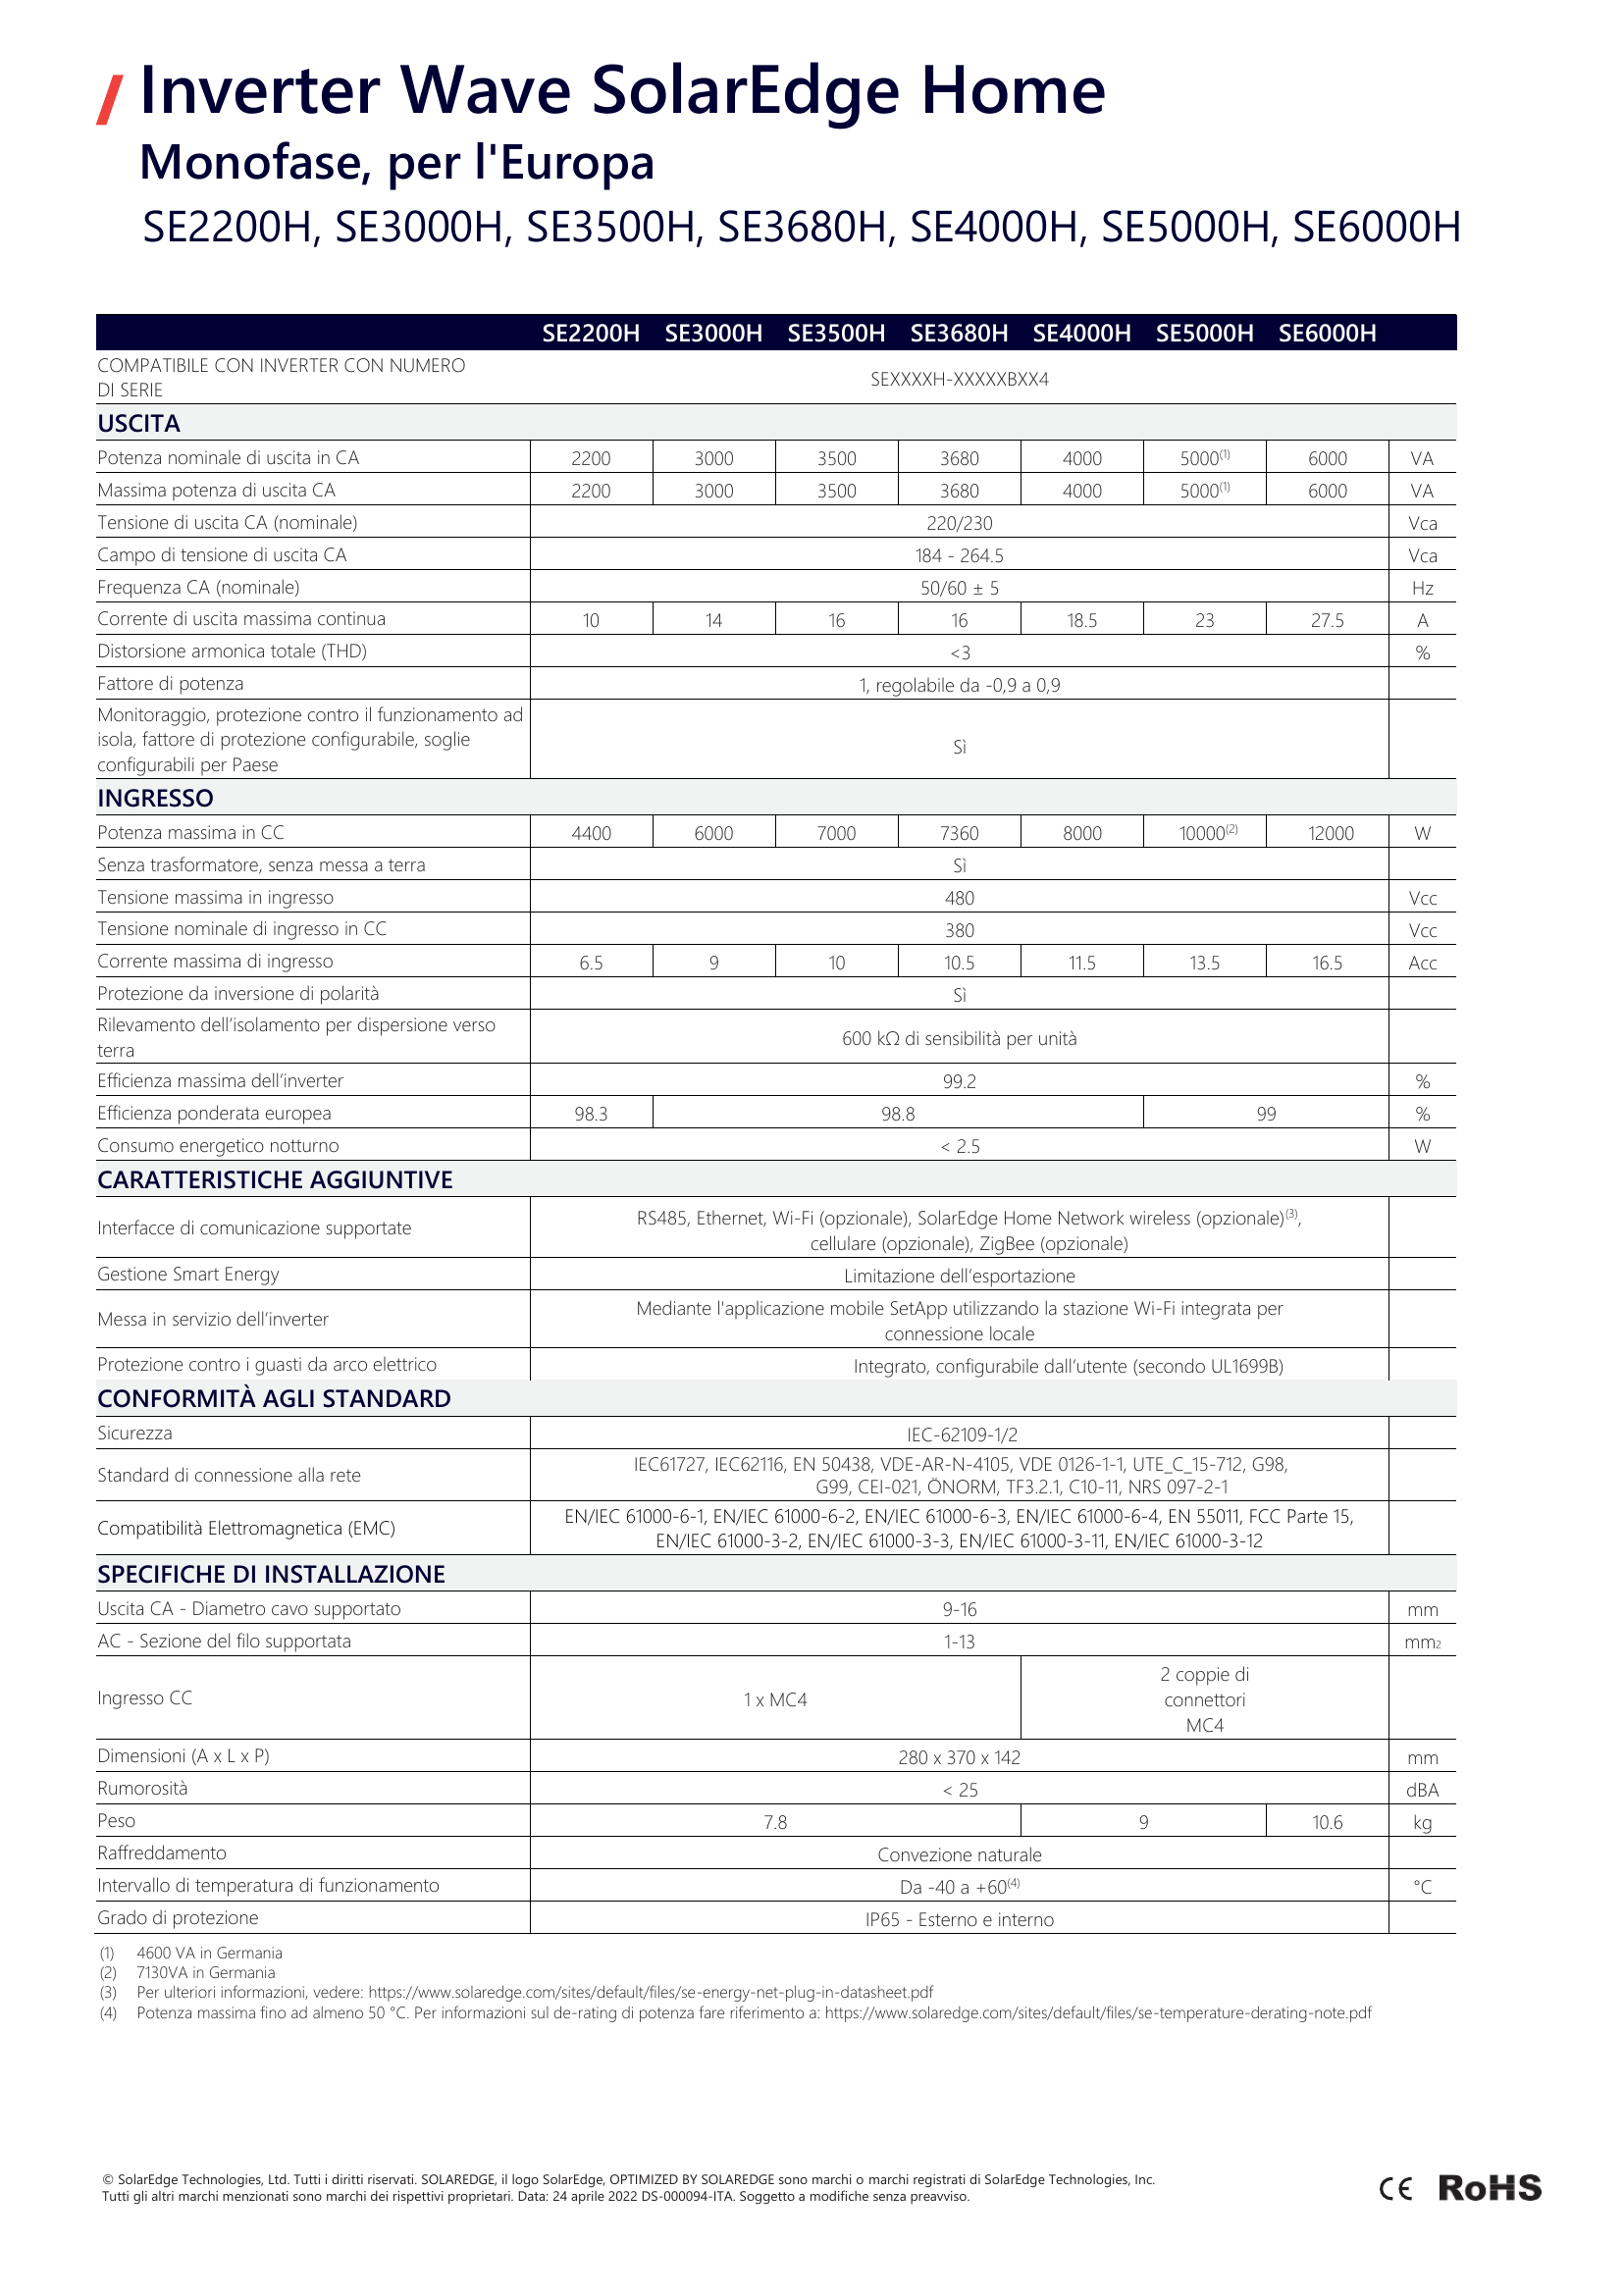 Inverter Wave SolarEdge Home
Monofase, per l'Europa
SE2200H, SE3000H, SE3500H, SE3680H, SE4000H, SE5000H, SE6000H
SE2200H SE3000H SE3500H SE3680H SE4000H SE5000H SE6000H
COMPATIBILE CON INVERTER CON NUMERO
DI SERIE
SEXXXXH-XXXXXBXX4
USCITA
Potenza nominale di uscita in CA 2200 3000 3500 3680 4000 5000(1) 6000 VA
Massima potenza di uscita CA 2200 3000 3500 3680 4000 5000(1) 6000 VA
Tensione di uscita CA (nominale) 220/230 Vca
Campo di tensione di uscita CA 184 - 264.5 Vca
Frequenza CA (nominale) 50/60 ± 5 Hz
Corrente di uscita massima continua 10 14 16 16 18.5 23 27.5 A
Distorsione armonica totale (THD) <3 %
Fattore di potenza 1, regolabile da -0,9 a 0,9
Monitoraggio, protezione contro il funzionamento ad
isola, fattore di protezione configurabile, soglie
configurabili per Paese
Sì
INGRESSO
Potenza massima in CC 4400 6000 7000 7360 8000 10000(2) 12000 W
Senza trasformatore, senza messa a terra Sì
Tensione massima in ingresso 480 Vcc
Tensione nominale di ingresso in CC 380 Vcc
Corrente massima di ingresso 6.5 9 10 10.5 11.5 13.5 16.5 Acc
Protezione da inversione di polarità Sì
Rilevamento dell’isolamento per dispersione verso
terra
600 kΩ di sensibilità per unità
Efficienza massima dell’inverter 99.2 %
Efficienza ponderata europea 98.3 98.8 99 %
Consumo energetico notturno < 2.5 W
CARATTERISTICHE AGGIUNTIVE
Interfacce di comunicazione supportate
RS485, Ethernet, Wi-Fi (opzionale), SolarEdge Home Network wireless (opzionale)(3),
cellulare (opzionale), ZigBee (opzionale)
Gestione Smart Energy Limitazione dell’esportazione
Messa in servizio dell’inverter
Mediante l'applicazione mobile SetApp utilizzando la stazione Wi-Fi integrata per
connessione locale
Protezione contro i guasti da arco elettrico Integrato, configurabile dall’utente (secondo UL1699B)
CONFORMITÀ AGLI STANDARD
Sicurezza IEC-62109-1/2
Standard di connessione alla rete
IEC61727, IEC62116, EN 50438, VDE-AR-N-4105, VDE 0126-1-1, UTE_C_15-712, G98,
G99, CEI-021, ÖNORM, TF3.2.1, C10-11, NRS 097-2-1
Compatibilità Elettromagnetica (EMC)
EN/IEC 61000-6-1, EN/IEC 61000-6-2, EN/IEC 61000-6-3, EN/IEC 61000-6-4, EN 55011, FCC Parte 15,
EN/IEC 61000-3-2, EN/IEC 61000-3-3, EN/IEC 61000-3-11, EN/IEC 61000-3-12
SPECIFICHE DI INSTALLAZIONE
Uscita CA - Diametro cavo supportato 9-16 mm
AC - Sezione del filo supportata 1-13 mm2
Ingresso CC 1 x MC4
2 coppie di
connettori
MC4
Dimensioni (A x L x P) 280 x 370 x 142 mm
Rumorosità < 25 dBA
Peso 7.8 9 10.6 kg
Raffreddamento Convezione naturale
Intervallo di temperatura di funzionamento Da -40 a +60(4) °C
Grado di protezione IP65 - Esterno e interno
(1) 4600 VA in Germania
(2) 7130VA in Germania
(3) Per ulteriori informazioni, vedere: https://www.solaredge.com/sites/default/files/se-energy-net-plug-in-datasheet.pdf
(4) Potenza massima fino ad almeno 50 °C. Per informazioni sul de-rating di potenza fare riferimento a: https://www.solaredge.com/sites/default/files/se-temperature-derating-note.pdf
© SolarEdge Technologies, Ltd. Tutti i diritti riservati. SOLAREDGE, il logo SolarEdge, OPTIMIZED BY SOLAREDGE sono marchi o marchi registrati di SolarEdge Technologies, Inc.
Tutti gli altri marchi menzionati sono marchi dei rispettivi proprietari. Data: 24 aprile 2022 DS-000094-ITA. Soggetto a modifiche senza preavviso.
CE RoHS